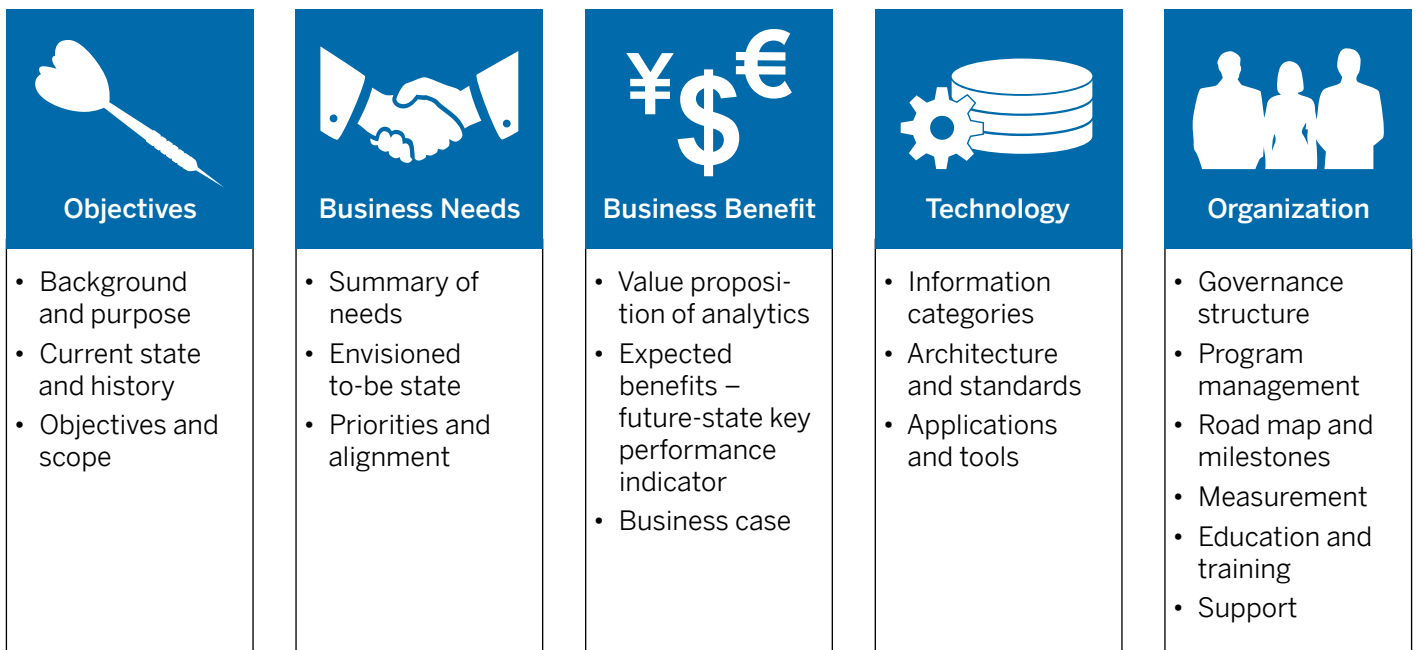 ¥ $ €
Objectives
• Background
and purpose
• Current state
and history
• Objectives and
scope
Business Needs
• Summary of
needs
• Envisioned
to-be state
• Priorities and
alignment
Business Benefit
• Value proposi-
tion of analytics
• Expected
benefits –
future-state key
performance
indicator
• Business case
Technology
• Information
categories
• Architecture
and standards
• Applications
and tools
Organization
• Governance
structure
• Program
management
• Road map and
milestones
• Measurement
• Education and
training
• Support